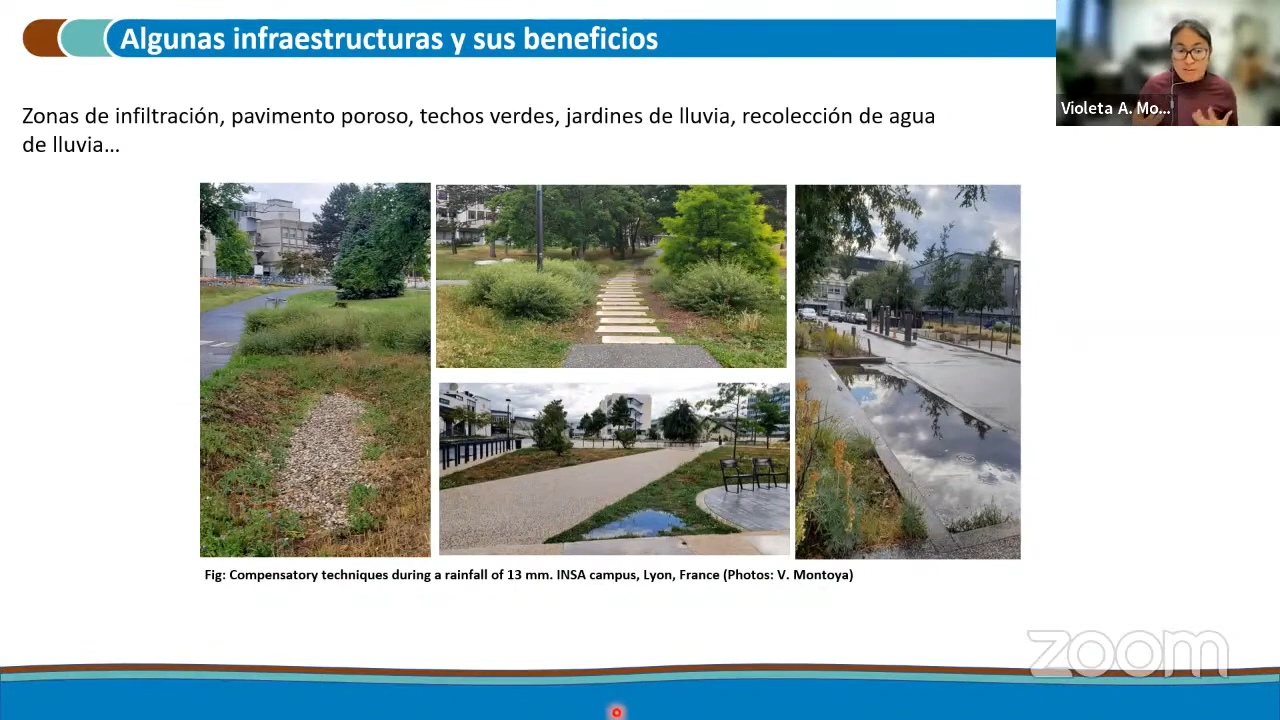 Algunas infraestructuras y sus beneficios
Violeta A. Mo...
Zonas de infiltración, pavimento poroso, techos verdes, jardines de lluvia, recolección de agua
de lluvia...
Fig: Compensatory techniques during a rainfall of 13 mm. INSA campus, Lyon, France (Photos: V. Montoya)
zoom